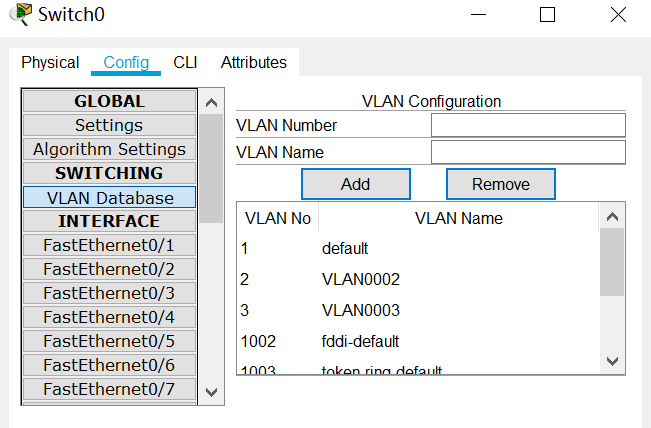 Switch0
Physical Config CLI Attributes
GLOBAL
Settings
Algorithm Settings
SWITCHING
VLAN Database
INTERFACE
FastEthernet0/1
FastEthernet0/2
FastEthernet0/3
FastEthernet0/4
FastEthernet0/5
FastEthernet0/6
FastEthernet0/7
VLAN Configuration
VLAN Number
VLAN Name
Add Remove
VLAN No VLAN Name
1 default
2 VLAN0002
3 VLAN0003
1002 fddi-default
1003 token ring default